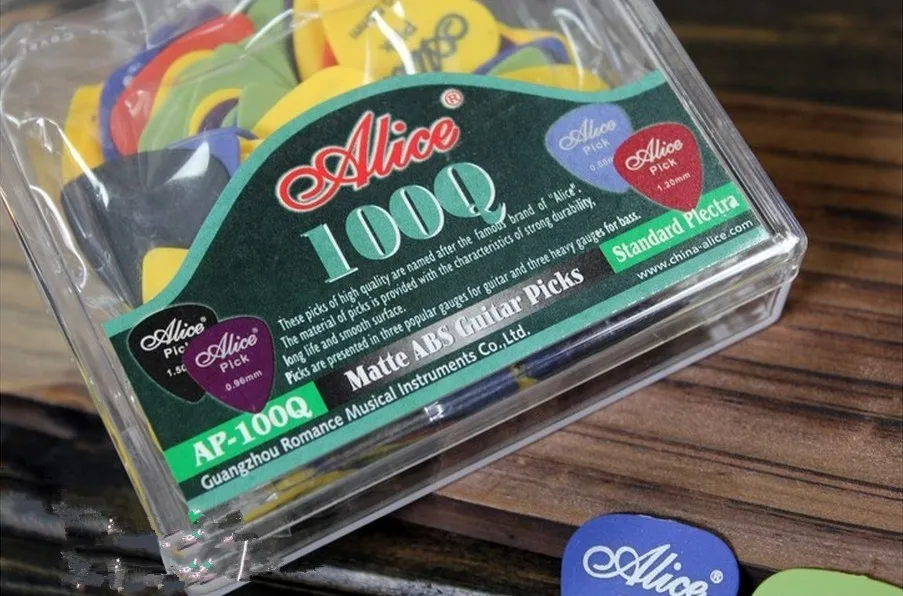 Alice
Pick
Alice®
100Q
Alice
Pick
0.58mm
Alice
Pick
1.20mm
These picks of high quality are named after the famous brand of "Alice".
The material of picks is provided with the characteristics of strong durability,
long life and smooth surface.
Picks are presented in three popular gauges for guitar and three heavy gauges for bass.
Alice
Pick
Alice
Pick
0.96mm
AP-100Q
Matte ABS Guitar Picks
Standard Plectra
Guangzhou Romance Musical Instruments Co.,Ltd.
www.china-alice.com
Alice®